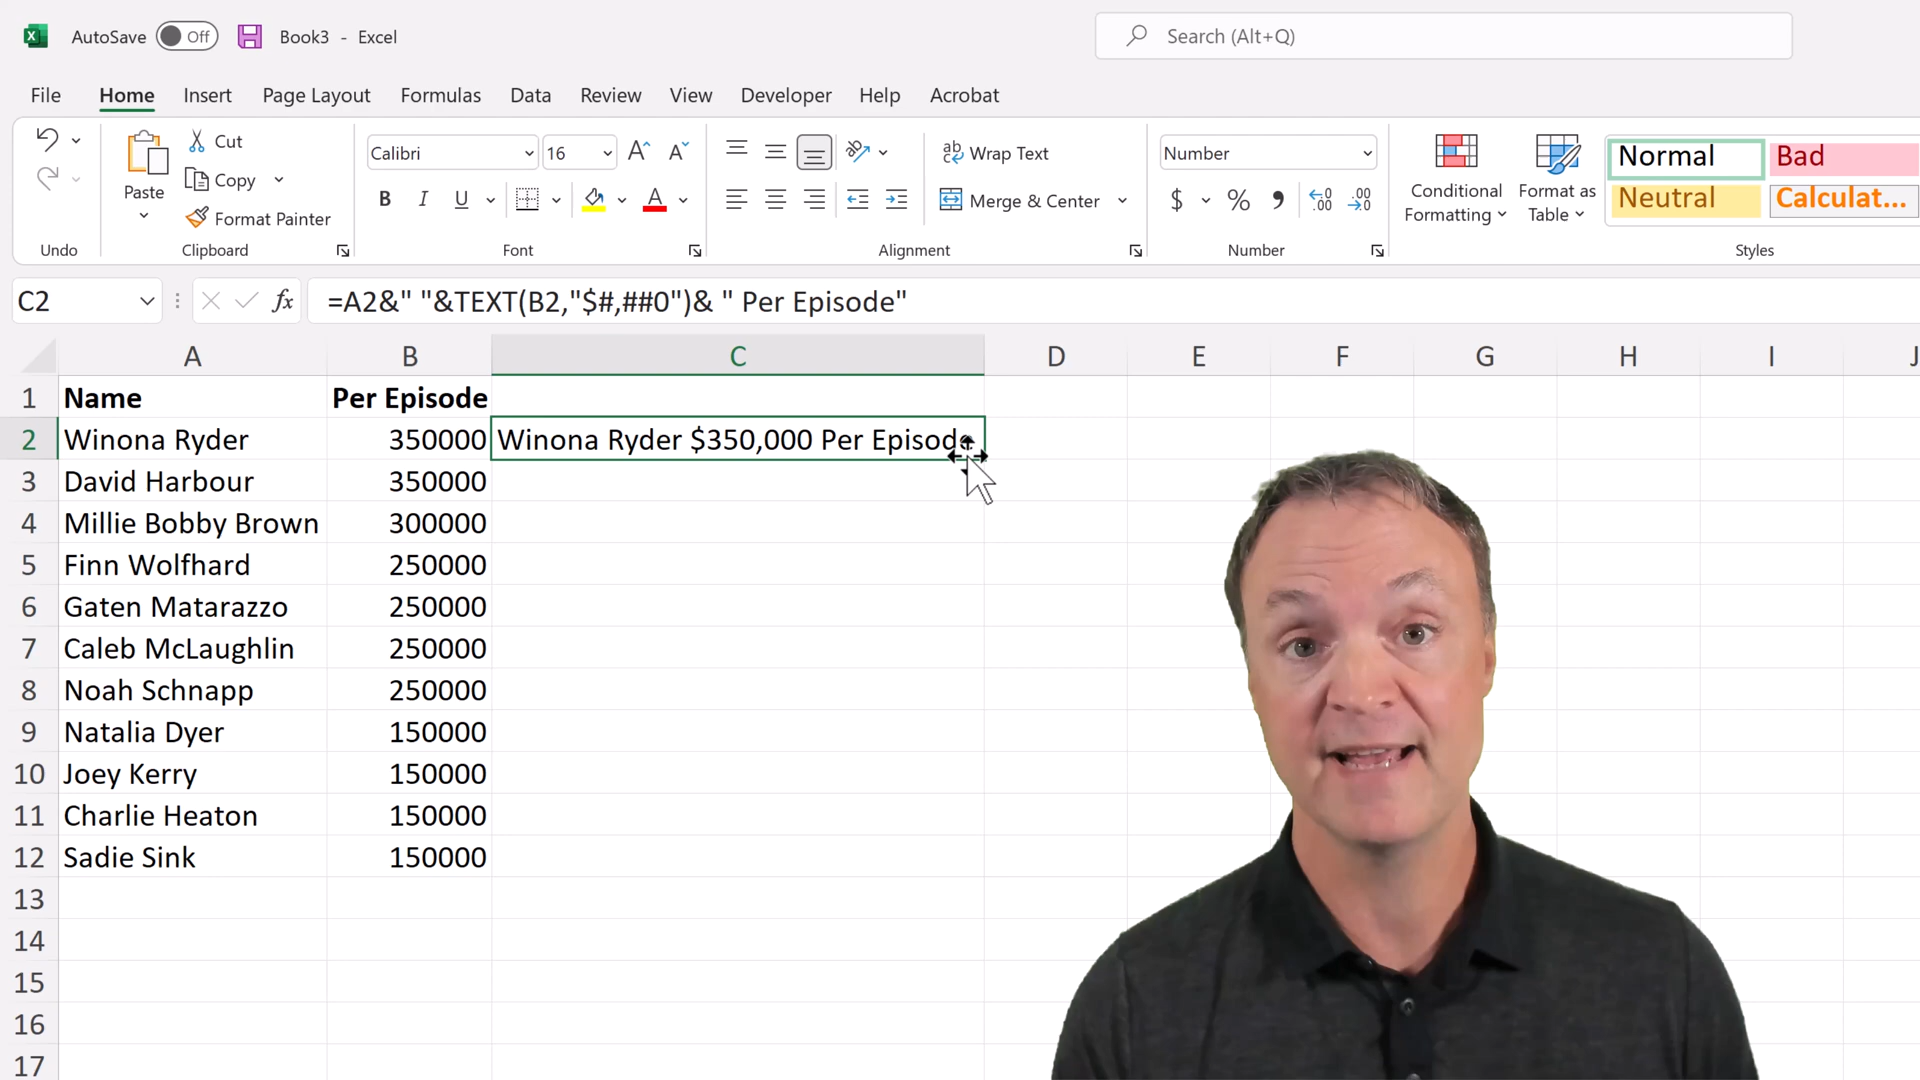 AutoSave Off Book3 - Excel Search (Alt+Q)
File Home Insert Page Layout Formulas Data Review View Developer Help Acrobat
Paste Cut Copy Format Painter
Calibri 16
B I U A
Wrap Text
Merge & Center
Number
$ % ,
Conditional Formatting
Format as Table
Normal Bad
Neutral Calculat...
Undo Clipboard Font Alignment Number Styles
C2 fx =A2&" "&TEXT(B2,"$#,##0")& " Per Episode"
A B C D E F G H I J
1 Name Per Episode
2 Winona Ryder 350000 Winona Ryder $350,000 Per Episode
3 David Harbour 350000
4 Millie Bobby Brown 300000
5 Finn Wolfhard 250000
6 Gaten Matarazzo 250000
7 Caleb McLaughlin 250000
8 Noah Schnapp 250000
9 Natalia Dyer 150000
10 Joey Kerry 150000
11 Charlie Heaton 150000
12 Sadie Sink 150000
13
14
15
16
17